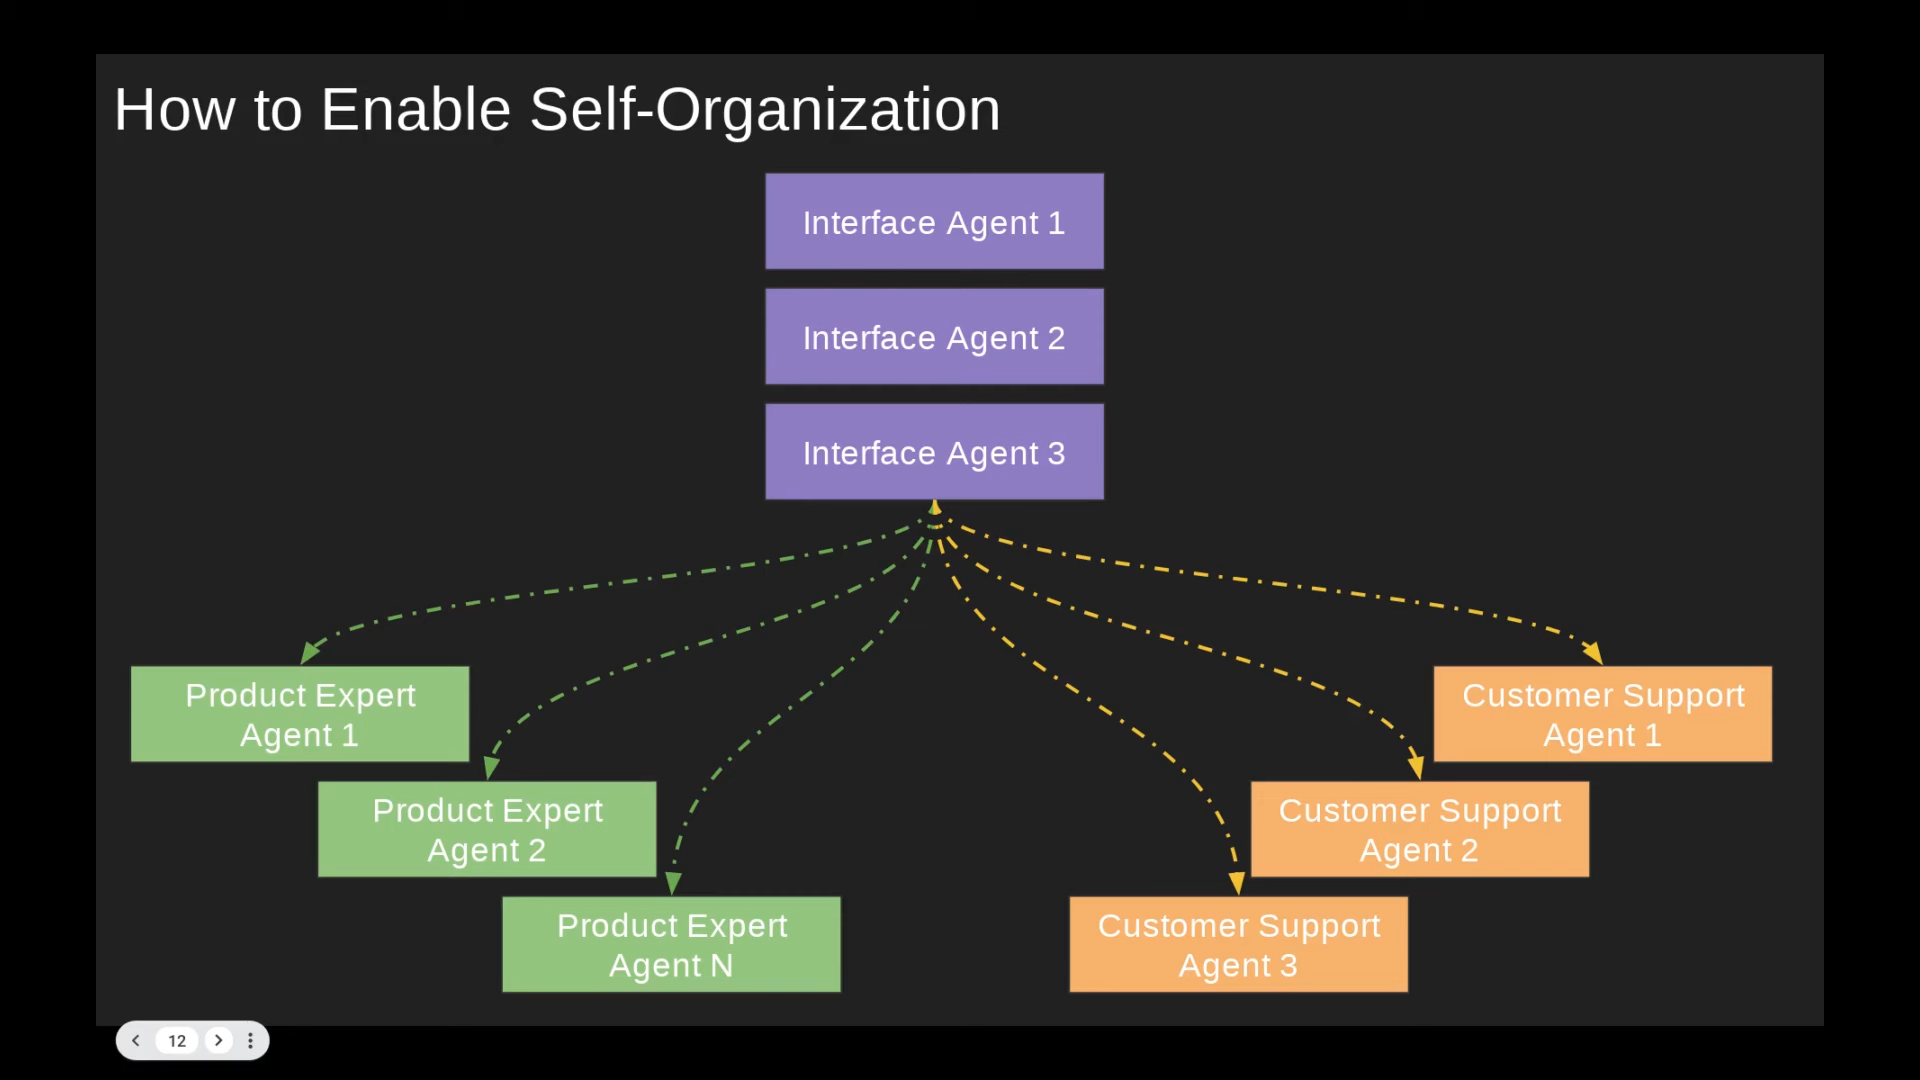 How to Enable Self-Organization
Interface Agent 1
Interface Agent 2
Interface Agent 3
Product Expert
Agent 1
Customer Support
Agent 1
Product Expert
Agent 2
Customer Support
Agent 2
Product Expert
Agent N
Customer Support
Agent 3
12